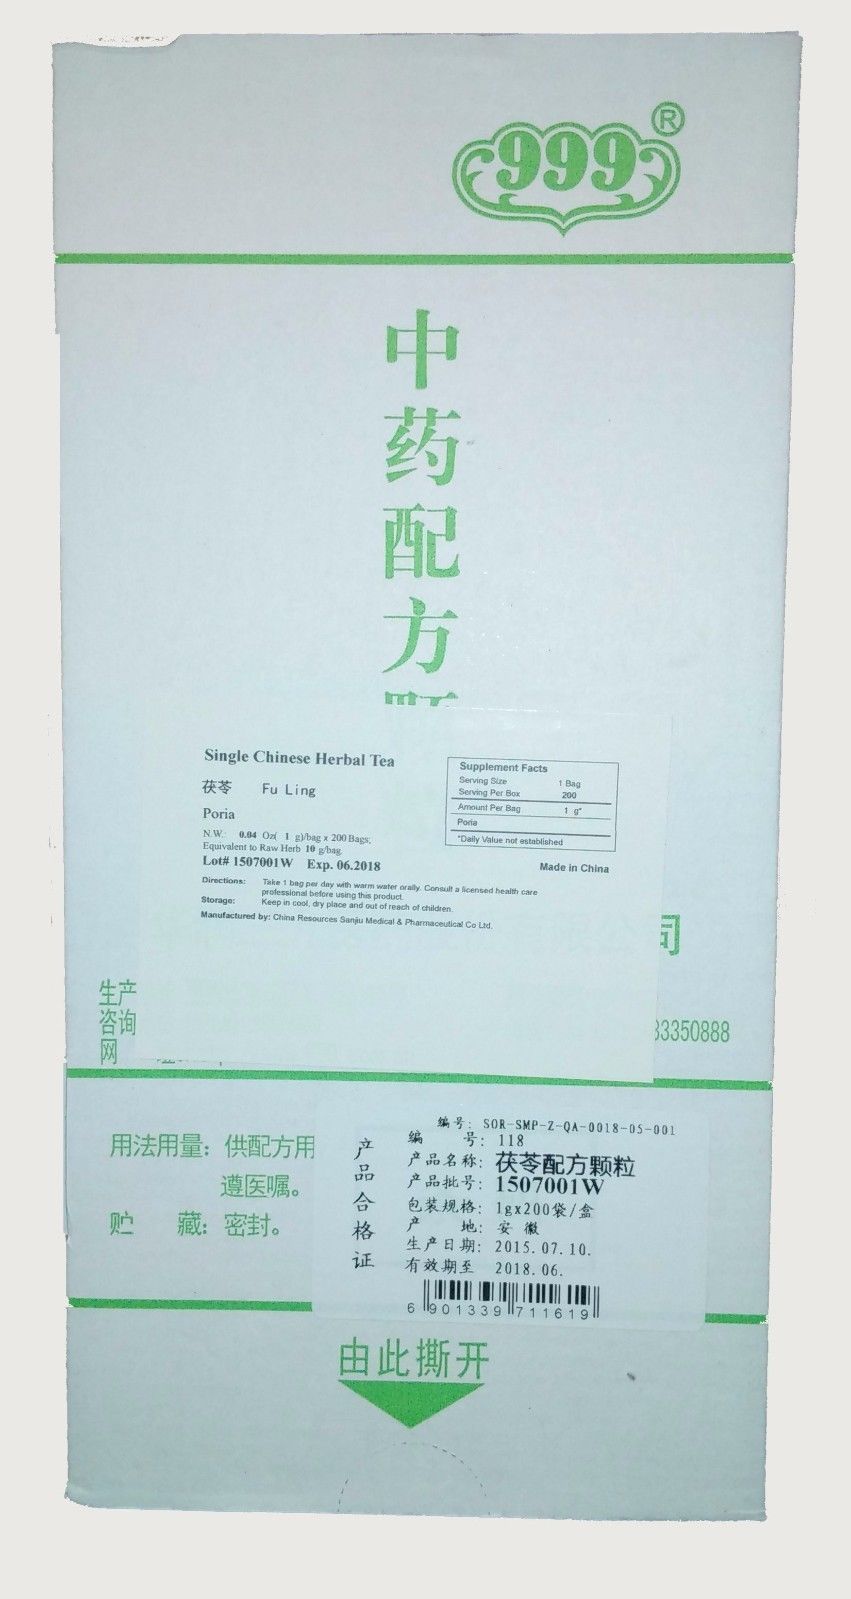 999®
中药配方
Single Chinese Herbal Tea
茯苓 Fu Ling
Poria
N.W: 0.04 Oz( 1 g)/bag x 200 Bags;
Equivalent to Raw Herb 10 g/bag
Lot# 1507001W Exp. 06.2018
Supplement Facts
Serving Size 1 Bag
Serving Per Box 200
Amount Per Bag 1 g*
Poria
*Daily Value not established
Made in China
Directions: Take 1 bag per day with warm water orally. Consult a licensed health care
professional before using this product.
Storage: Keep in cool, dry place and out of reach of children.
Manufactured by: China Resources Sanjiu Medical & Pharmaceutical Co Ltd.
司
生产
咨询
网
33350888
用法用量：供配方用
遵医嘱。
贮 藏：密封。
产品合格证
编号: SOR-SMP-Z-QA-0018-05-001
编 号: 118
产品名称: 茯苓配方颗粒
产品批号: 1507001W
包装规格: 1gx200袋/盒
产 地: 安徽
生产日期: 2015.07.10.
有效期至 2018.06.
6 901339 711619
由此撕开